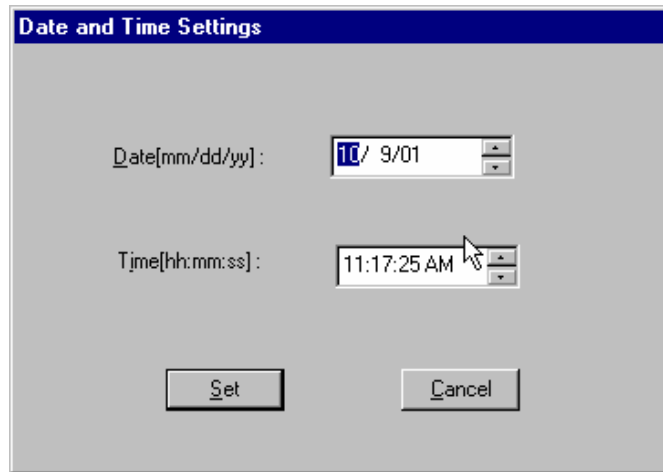 Date and Time Settings
Date[mm/dd/yy] : 10/ 9/01
Time[hh:mm:ss] : 11:17:25 AM
Set Cancel